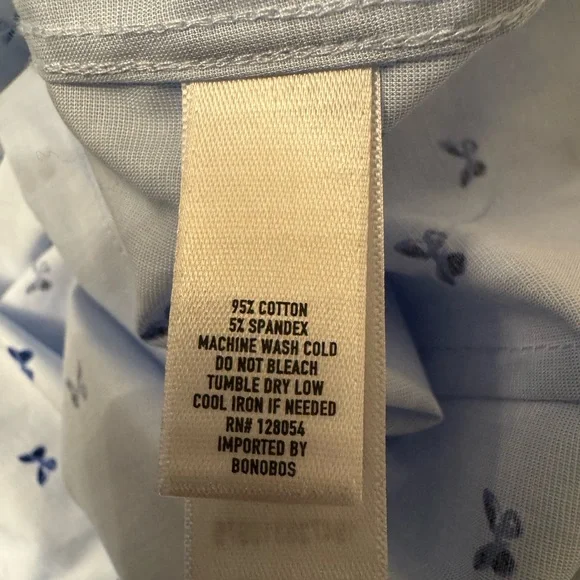 95% COTTON
5% SPANDEX
MACHINE WASH COLD
DO NOT BLEACH
TUMBLE DRY LOW
COOL IRON IF NEEDED
RN# 128054
IMPORTED BY
BONOBOS